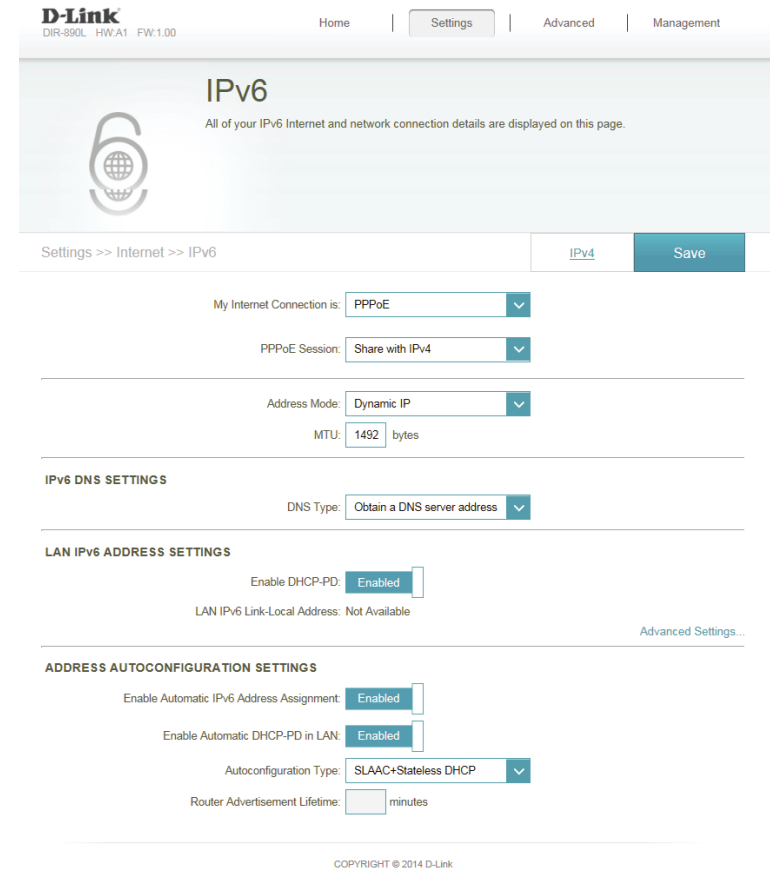 D-Link
DIR-890L HW:A1 FW:1.00
Home | Settings | Advanced | Management
IPv6
All of your IPv6 Internet and network connection details are displayed on this page.
Settings >> Internet >> IPv6 IPv4 Save
My Internet Connection is: PPPoE
PPPoE Session: Share with IPv4
Address Mode: Dynamic IP
MTU: 1492 bytes
IPv6 DNS SETTINGS
DNS Type: Obtain a DNS server address
LAN IPv6 ADDRESS SETTINGS
Enable DHCP-PD: Enabled
LAN IPv6 Link-Local Address: Not Available
Advanced Settings...
ADDRESS AUTOCONFIGURATION SETTINGS
Enable Automatic IPv6 Address Assignment: Enabled
Enable Automatic DHCP-PD in LAN: Enabled
Autoconfiguration Type: SLAAC+Stateless DHCP
Router Advertisement Lifetime: minutes
COPYRIGHT © 2014 D-Link